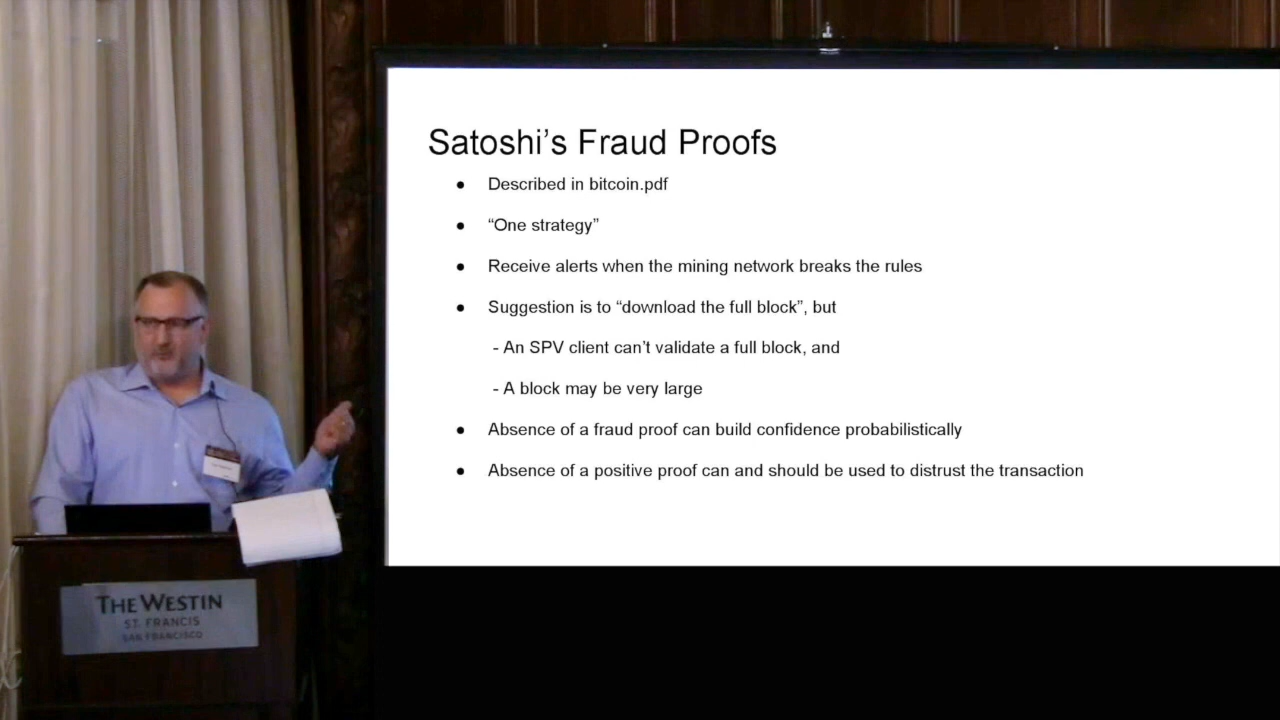 Satoshi’s Fraud Proofs
● Described in bitcoin.pdf
● “One strategy”
● Receive alerts when the mining network breaks the rules
● Suggestion is to “download the full block”, but
- An SPV client can’t validate a full block, and
- A block may be very large
● Absence of a fraud proof can build confidence probabilistically
● Absence of a positive proof can and should be used to distrust the transaction
THE WESTIN
ST. FRANCIS
SAN FRANCISCO